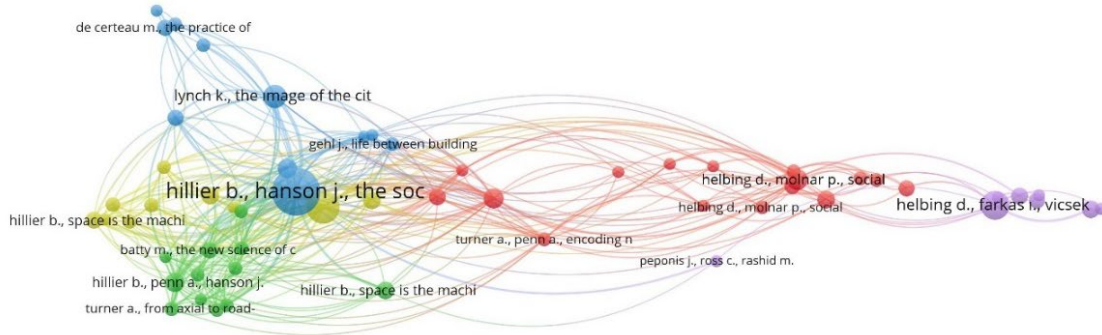 de certeau m., the practice of
lynch k., the image of the cit
gehl j., life between building
hillier b., hanson j., the soc
helbing d., molnar p., social
helbing d., farkas i., vicsek
helbing d., molnar p., social
hillier b., space is the machi
turner a., penn a., encoding n
batty m., the new science of c
peponis j., ross c., rashid m.
hillier b., penn a., hanson j.
hillier b., space is the machi
turner a., from axial to road-